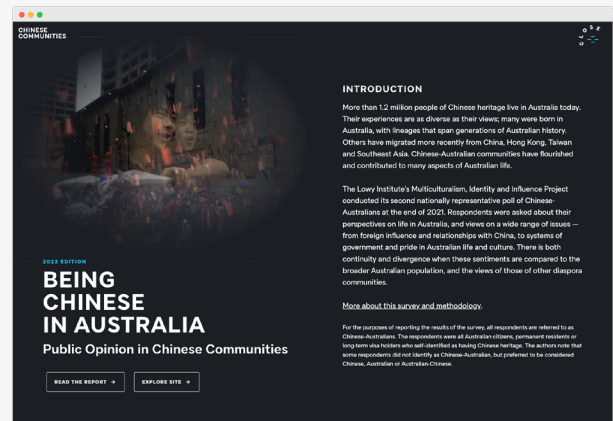 CHINESE
COMMUNITIES
CLOSE
2022 EDITION
BEING
CHINESE
IN AUSTRALIA
Public Opinion in Chinese Communities
READ THE REPORT →
EXPLORE SITE →
INTRODUCTION
More than 1.2 million people of Chinese heritage live in Australia today.
Their experiences are as diverse as their views; many were born in
Australia, with lineages that span generations of Australian history.
Others have migrated more recently from China, Hong Kong, Taiwan
and Southeast Asia. Chinese-Australian communities have flourished
and contributed to many aspects of Australian life.
The Lowy Institute's Multiculturalism, Identity and Influence Project
conducted its second nationally representative poll of Chinese-
Australians at the end of 2021. Respondents were asked about their
perspectives on life in Australia, and views on a wide range of issues —
from foreign influence and relationships with China, to systems of
government and pride in Australian life and culture. There is both
continuity and divergence when these sentiments are compared to the
broader Australian population, and the views of those of other diaspora
communities.
More about this survey and methodology.
For the purposes of reporting the results of the survey, all respondents are referred to as
Chinese-Australians. The respondents were all Australian citizens, permanent residents or
long-term visa holders who self-identified as having Chinese heritage. The authors note that
some respondents did not identify as Chinese-Australian, but preferred to be considered
Chinese, Australian or Australian-Chinese.